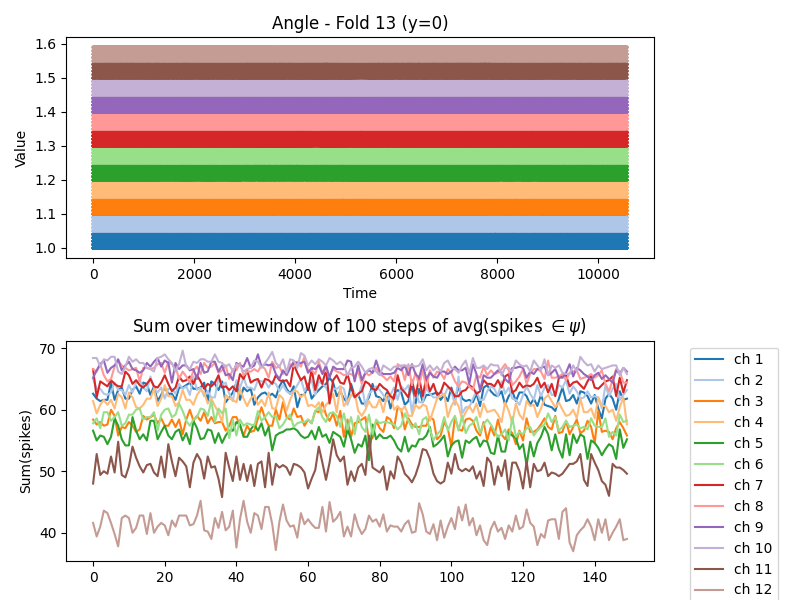 Angle - Fold 13 (y=0)
1.6
1.5
1.4
1.3
1.2
1.1
1.0
Value
0 2000 4000 6000 8000 10000
Time
Sum over timewindow of 100 steps of avg(spikes ∈ ψ)
70
60
50
40
Sum(spikes)
0 20 40 60 80 100 120 140
ch 1
ch 2
ch 3
ch 4
ch 5
ch 6
ch 7
ch 8
ch 9
ch 10
ch 11
ch 12